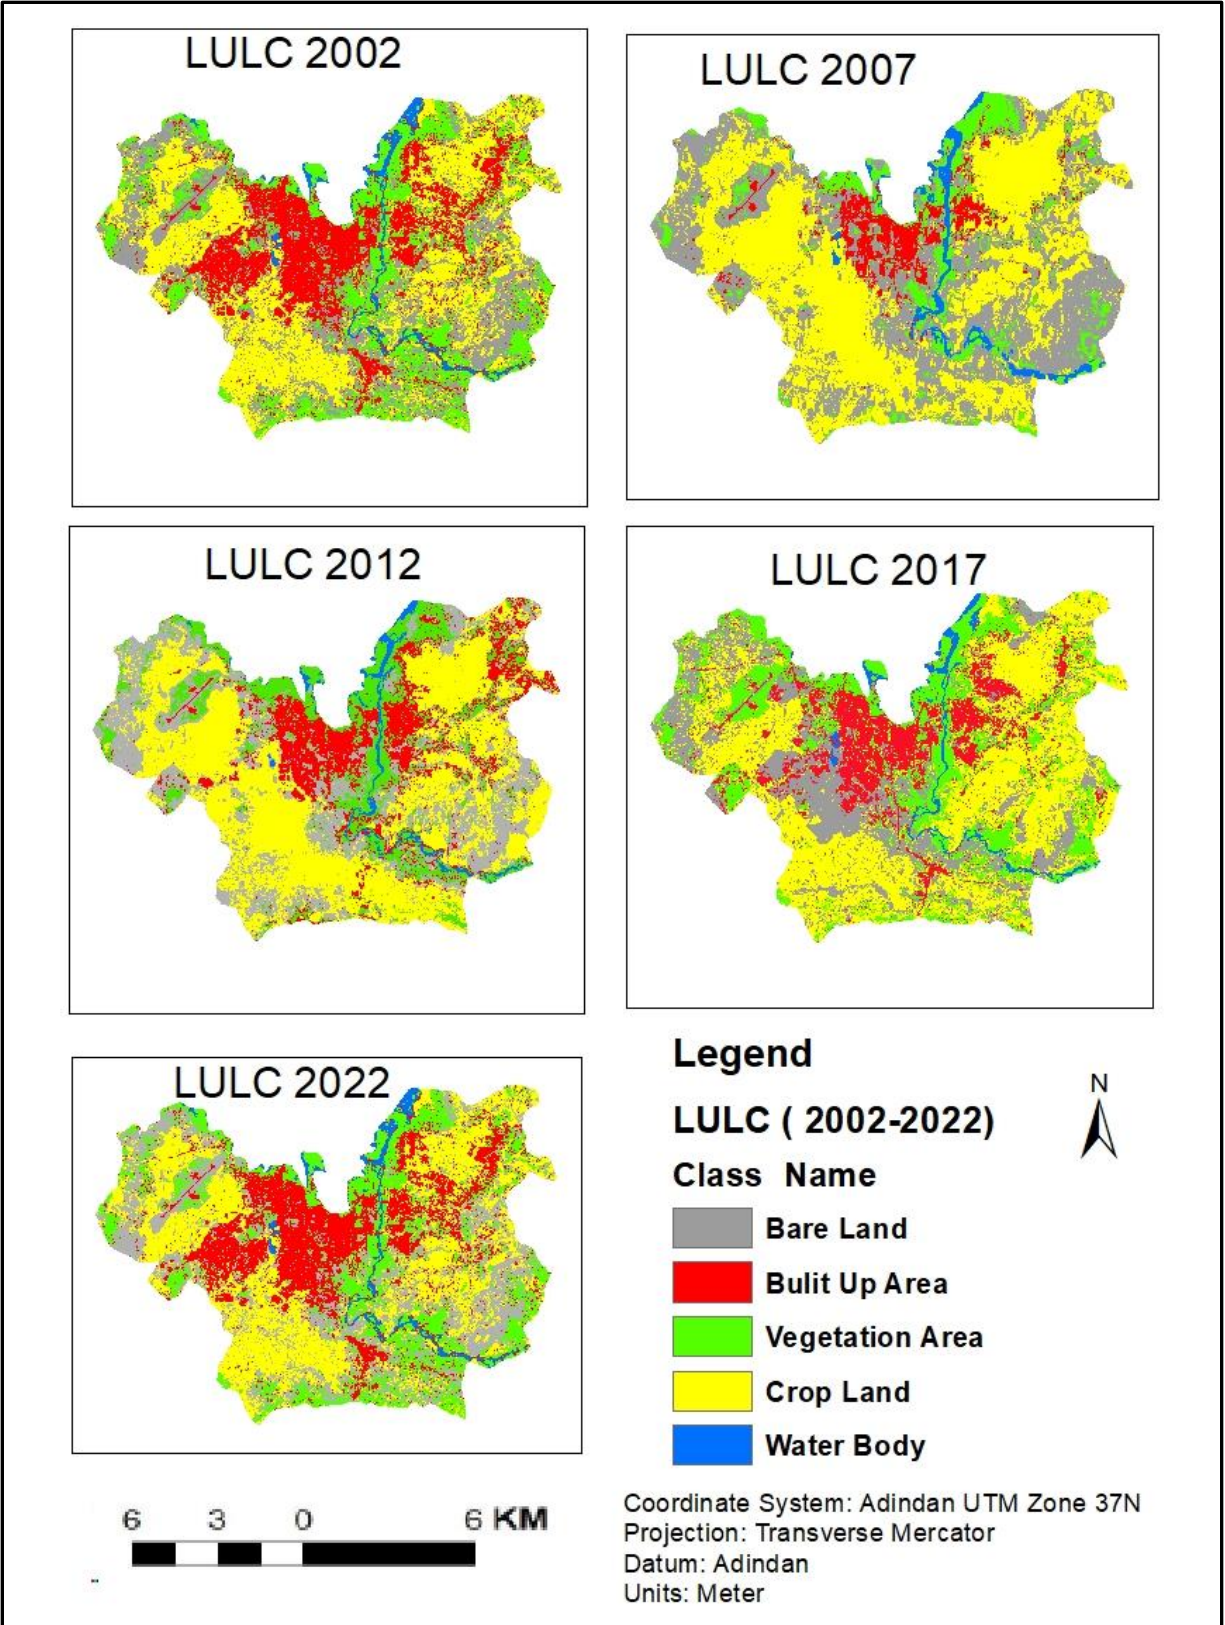 LULC 2002
LULC 2007
LULC 2012
LULC 2017
LULC 2022
Legend
LULC ( 2002-2022)
Class Name
Bare Land
Bulit Up Area
Vegetation Area
Crop Land
Water Body
N
6 3 0 6 KM
Coordinate System: Adindan UTM Zone 37N
Projection: Transverse Mercator
Datum: Adindan
Units: Meter